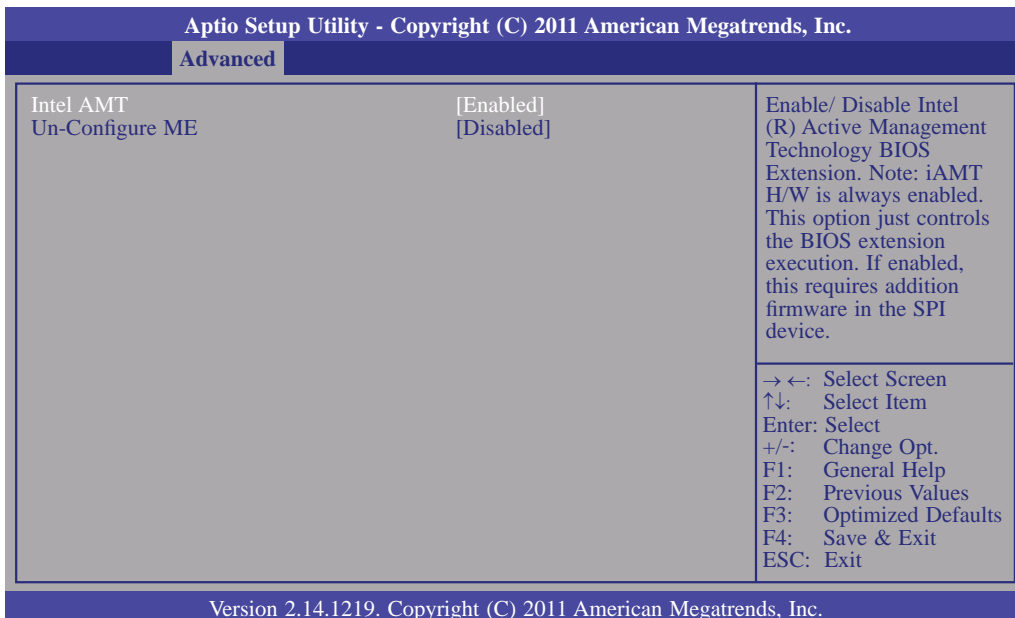 Aptio Setup Utility - Copyright (C) 2011 American Megatrends, Inc.
Advanced
Intel AMT [Enabled]
Un-Configure ME [Disabled]
Enable/ Disable Intel
(R) Active Management
Technology BIOS
Extension. Note: iAMT
H/W is always enabled.
This option just controls
the BIOS extension
execution. If enabled,
this requires addition
firmware in the SPI
device.
→ ←: Select Screen
↑↓: Select Item
Enter: Select
+/-: Change Opt.
F1: General Help
F2: Previous Values
F3: Optimized Defaults
F4: Save & Exit
ESC: Exit
Version 2.14.1219. Copyright (C) 2011 American Megatrends, Inc.